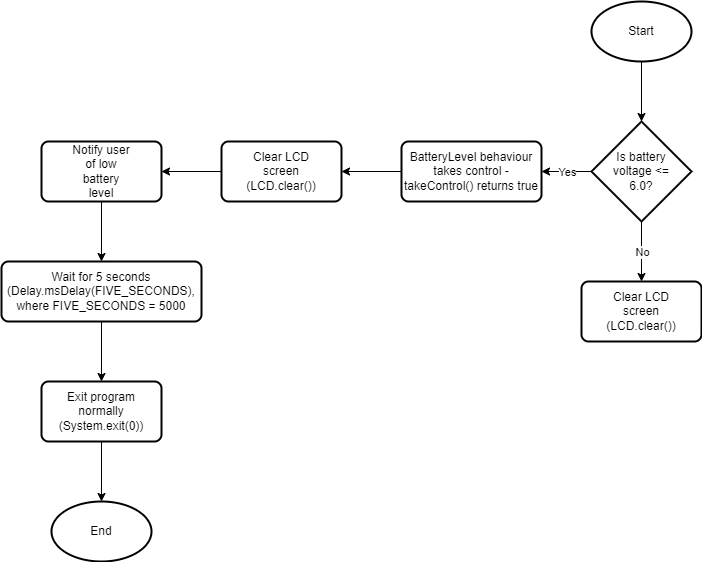 Start
Is battery
voltage <=
6.0?
Yes
BatteryLevel behaviour
takes control -
takeControl() returns true
Clear LCD
screen
(LCD.clear())
Notify user
of low
battery
level
Wait for 5 seconds
(Delay.msDelay(FIVE_SECONDS),
where FIVE_SECONDS = 5000
Exit program
normally
(System.exit(0))
End
No
Clear LCD
screen
(LCD.clear())